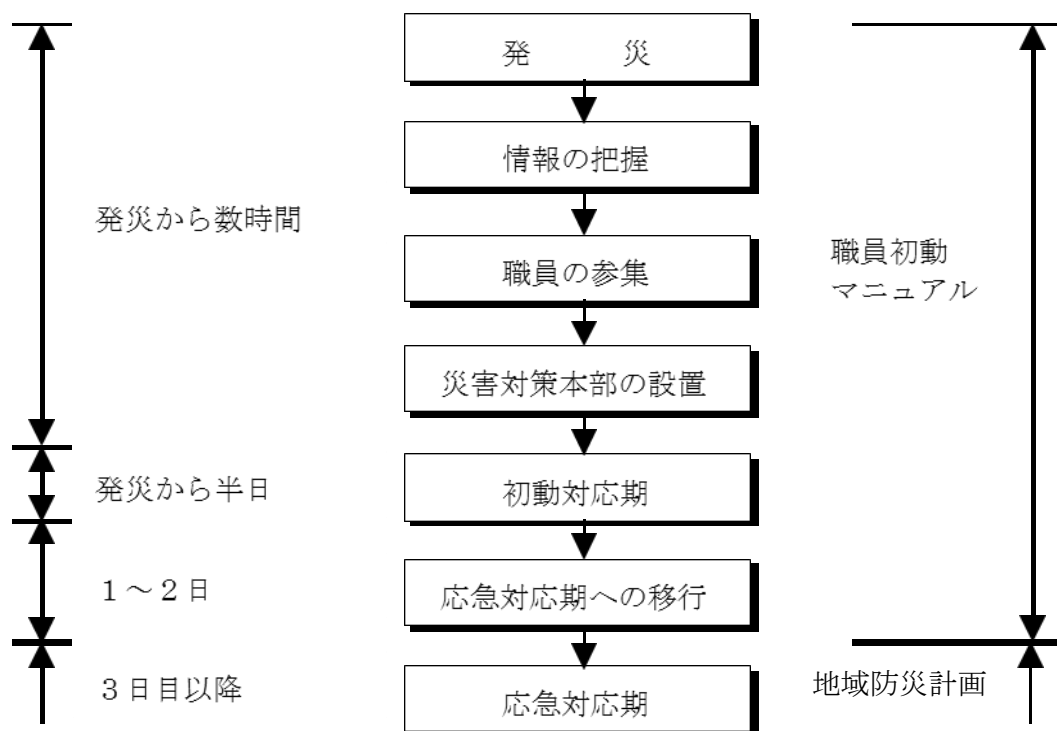 発　　　災
情報の把握
発災から数時間
職員の参集
職員初動
マニュアル
災害対策本部の設置
発災から半日
初動対応期
１～２日
応急対応期への移行
３日目以降
応急対応期
地域防災計画